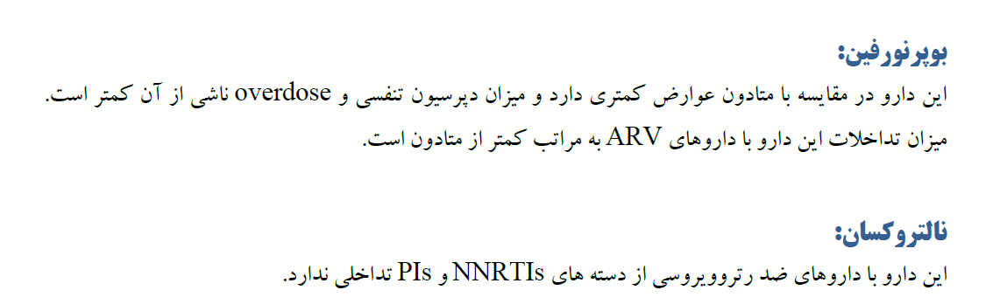 بوپرنورفین:
این دارو در مقایسه با متادون عوارض کمتری دارد و میزان دپرسیون تنفسی و overdose ناشی از آن کمتر است.
میزان تداخلات این دارو با داروهای ARV به مراتب کمتر از متادون است.
نالتروکسان:
این دارو با داروهای ضد رتروویروسی از دسته های NNRTIs و PIs تداخلی ندارد.